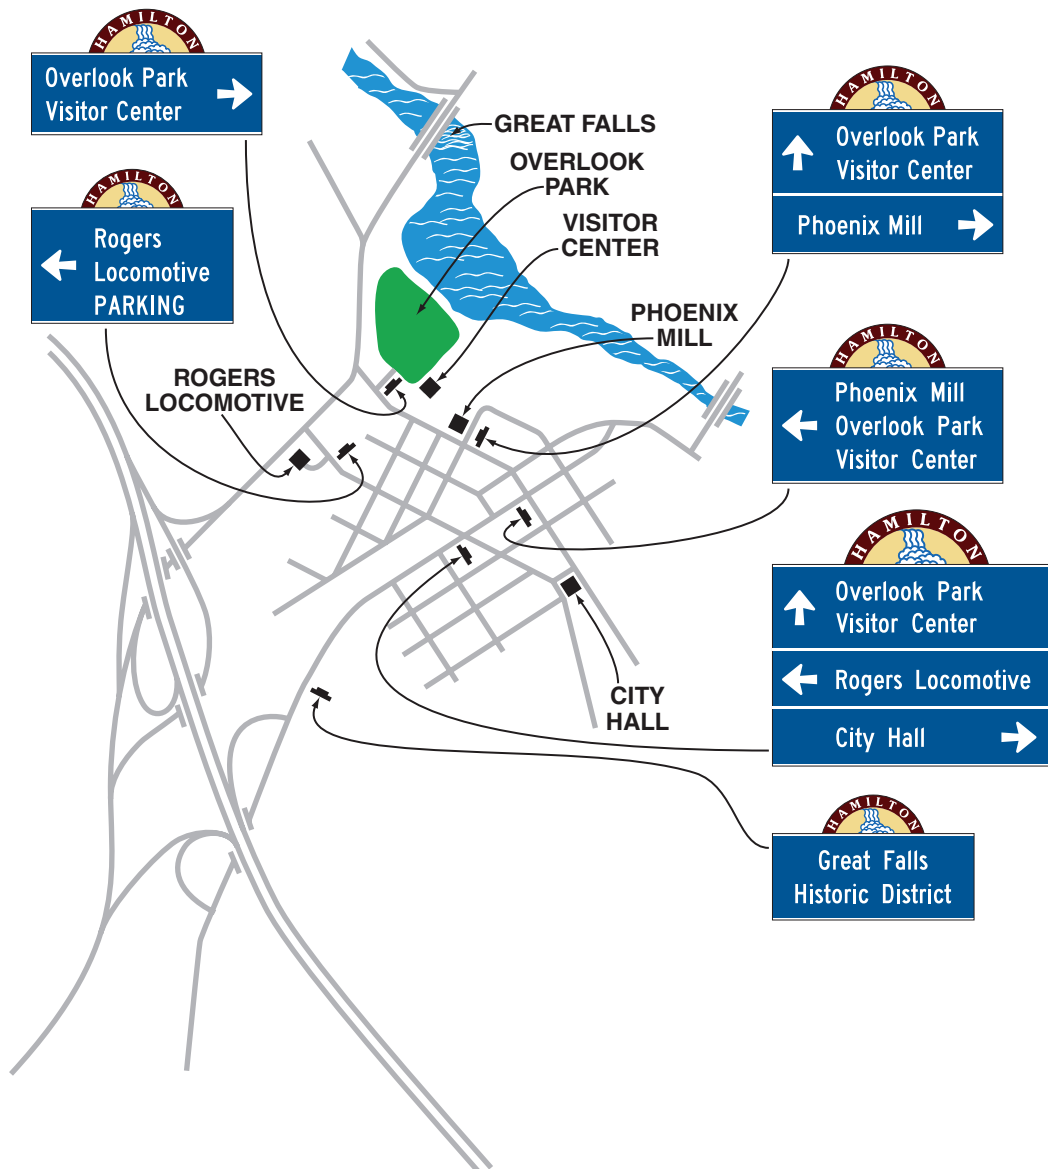 HAMILTON
Overlook Park
Visitor Center
HAMILTON
Rogers
Locomotive
PARKING
GREAT FALLS
OVERLOOK
PARK
VISITOR
CENTER
PHOENIX
MILL
ROGERS
LOCOMOTIVE
CITY
HALL
HAMILTON
Overlook Park
Visitor Center
Phoenix Mill
HAMILTON
Phoenix Mill
Overlook Park
Visitor Center
HAMILTON
Overlook Park
Visitor Center
Rogers Locomotive
City Hall
HAMILTON
Great Falls
Historic District